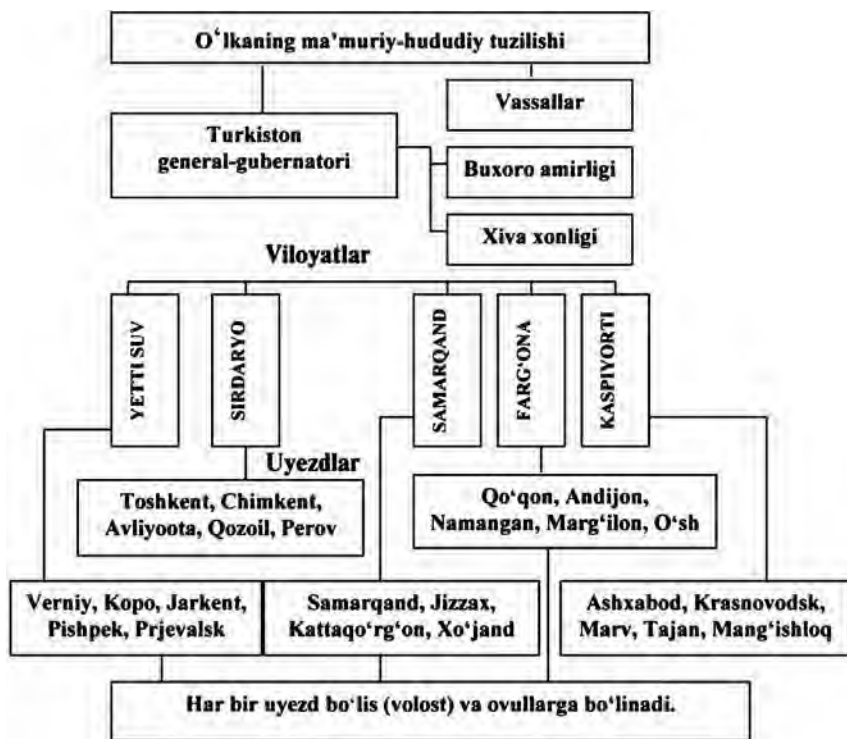 Oʻlkaning ma’muriy-hududiy tuzilishi
Vassallar
Turkiston
general-gubernatori
Buxoro amirligi
Xiva xonligi
Viloyatlar
YETTI SUV
SIRDARYO
SAMARQAND
FARG‘ONA
KASPIYORTI
Uyezdlar
Toshkent, Chimkent,
Avliyoota, Qozoil, Perov
Qo‘qon, Andijon,
Namangan, Marg‘ilon, O‘sh
Verniy, Kopo, Jarkent,
Pishpek, Prjevalsk
Samarqand, Jizzax,
Kattaqo‘rg‘on, Xo‘jand
Ashxabod, Krasnovodsk,
Marv, Tajan, Mang‘ishloq
Har bir uyezd bo‘lis (volost) va ovullarga bo‘linadi.